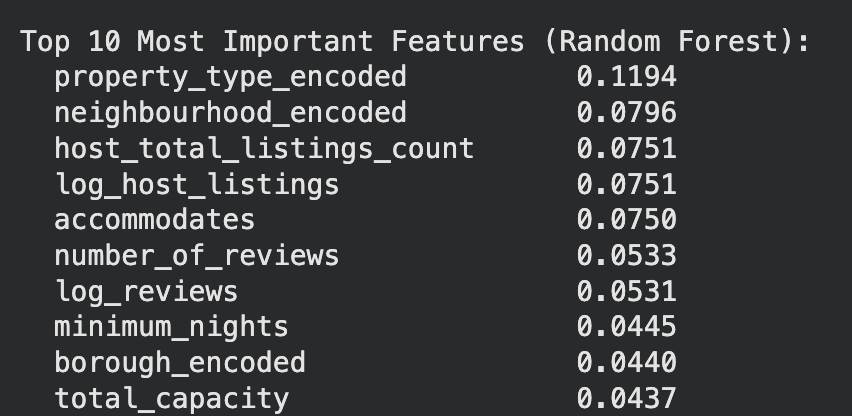 Top 10 Most Important Features (Random Forest):
property_type_encoded 0.1194
neighbourhood_encoded 0.0796
host_total_listings_count 0.0751
log_host_listings 0.0751
accommodates 0.0750
number_of_reviews 0.0533
log_reviews 0.0531
minimum_nights 0.0445
borough_encoded 0.0440
total_capacity 0.0437